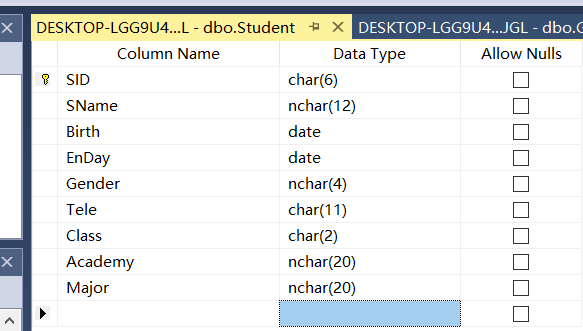 DESKTOP-LGG9U4...L - dbo.Student DESKTOP-LGG9U4...JGL - dbo.
Column Name Data Type Allow Nulls
SID char(6)
SName nchar(12)
Birth date
EnDay date
Gender nchar(4)
Tele char(11)
Class char(2)
Academy nchar(20)
Major nchar(20)